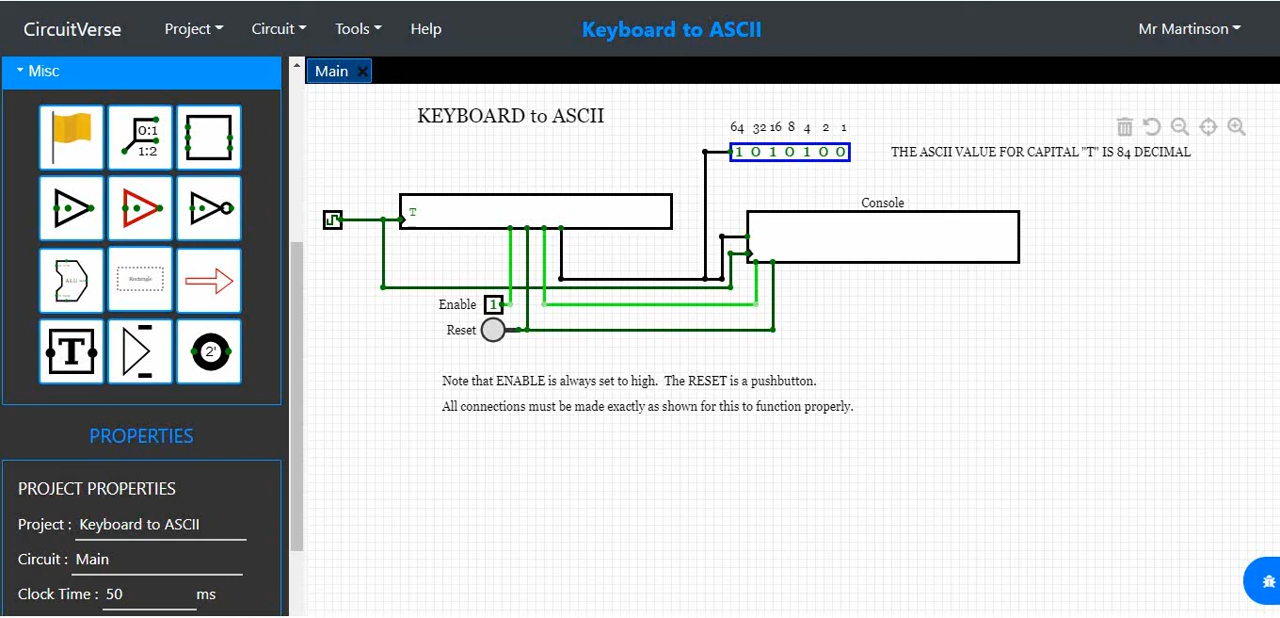 CircuitVerse Project Circuit Tools Help Keyboard to ASCII Mr Martinson
Misc
Main ×
0:1
1:2
ALU
Rectangle
T
2'
PROPERTIES
PROJECT PROPERTIES
Project : Keyboard to ASCII
Circuit : Main
Clock Time : 50 ms
KEYBOARD to ASCII
64 32 16 8 4 2 1
1 0 1 0 1 0 0
THE ASCII VALUE FOR CAPITAL "T" IS 84 DECIMAL
T
Console
Enable 1
Reset
Note that ENABLE is always set to high. The RESET is a pushbutton.
All connections must be made exactly as shown for this to function properly.